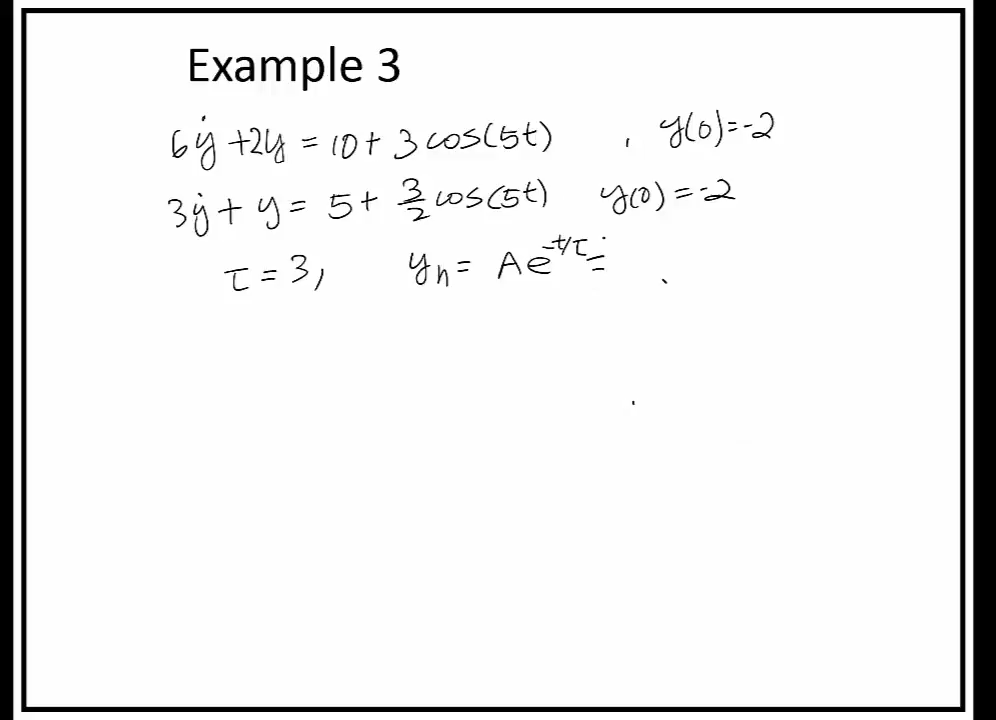 Example 3
6ẏ + 2y = 10 + 3 cos(5t) , y(0) = -2
3ẏ + y = 5 + 3/2 cos(5t) y(0) = -2
τ = 3, y_h = Ae^{-t/τ} =